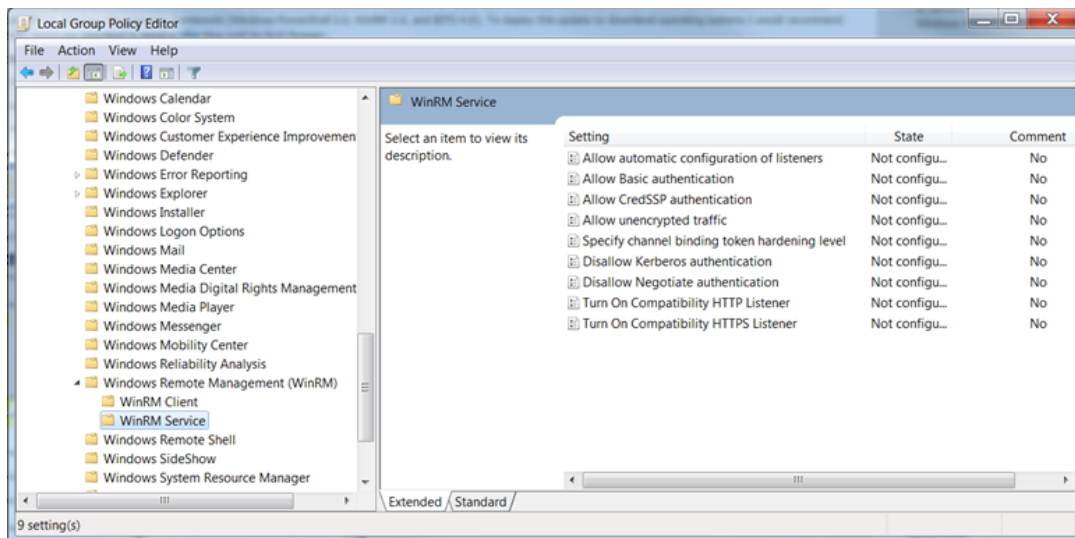 Local Group Policy Editor
File Action View Help
Windows Calendar
Windows Color System
Windows Customer Experience Improvemen
Windows Defender
Windows Error Reporting
Windows Explorer
Windows Installer
Windows Logon Options
Windows Mail
Windows Media Center
Windows Media Digital Rights Management
Windows Media Player
Windows Messenger
Windows Mobility Center
Windows Reliability Analysis
Windows Remote Management (WinRM)
WinRM Client
WinRM Service
Windows Remote Shell
Windows SideShow
Windows System Resource Manager
WinRM Service
Select an item to view its
description.
Setting State Comment
Allow automatic configuration of listeners Not configu... No
Allow Basic authentication Not configu... No
Allow CredSSP authentication Not configu... No
Allow unencrypted traffic Not configu... No
Specify channel binding token hardening level Not configu... No
Disallow Kerberos authentication Not configu... No
Disallow Negotiate authentication Not configu... No
Turn On Compatibility HTTP Listener Not configu... No
Turn On Compatibility HTTPS Listener Not configu... No
Extended Standard
9 setting(s)